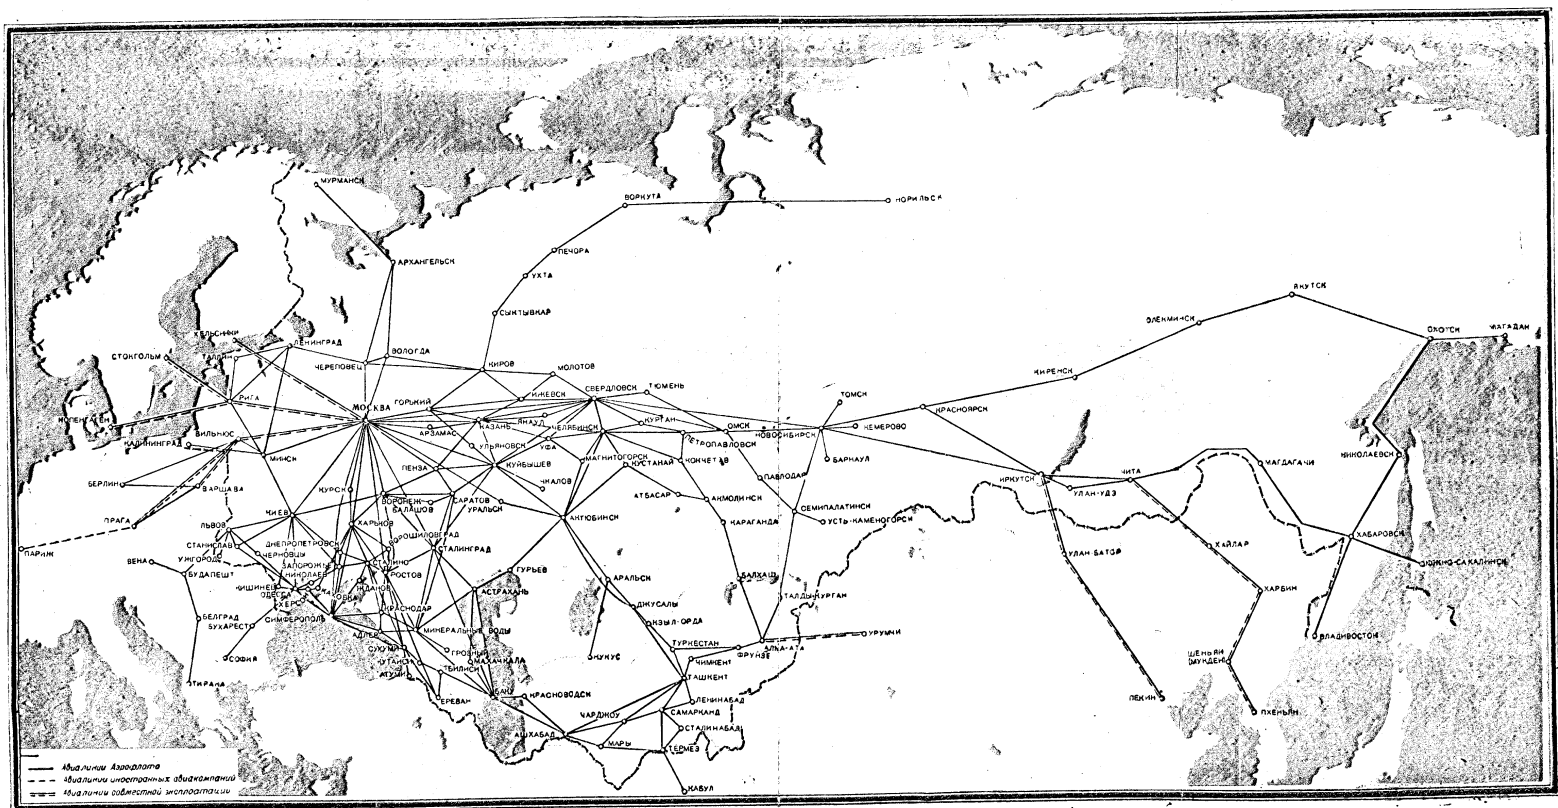 МУРМАНСК
ВОРКУТА
НОРИЛЬСК
АРХАНГЕЛЬСК
ПЕЧОРА
УХТА
ЯКУТСК
СЫКТЫВКАР
ОЛЕКМИНСК
ОХОТСК
МАГАДАН
ХЕЛЬСИНКИ
ЛЕНИНГРАД
СТОКГОЛЬМ
ТАЛЛИН
ЧЕРЕПОВЕЦ
ВОЛОГДА
КИРОВ
МОЛОТОВ
КИРЕНСК
СВЕРДЛОВСК
ТЮМЕНЬ
РИГА
ИЖЕВСК
ТОМСК
МОСКВА
ГОРЬКИЙ
КРАСНОЯРСК
КОПЕНГАГЕН
ЯНАУЛ
КУРГАН
АРЗАМАС
КАЗАНЬ
ЧЕЛЯБИНСК
ОМСК
НОВОСИБИРСК
КЕМЕРОВО
КАЛИНИНГРАД
ВИЛЬНЮС
УЛЬЯНОВСК
УФА
ПЕТРОПАВЛОВСК
МИНСК
ПЕНЗА
КУЙБЫШЕВ
МАГНИТОГОРСК
КУСТАНАЙ
КОКЧЕТАВ
БАРНАУЛ
НИКОЛАЕВСК
МАГДАГАЧИ
ИРКУТСК
ЧИТА
БЕРЛИН
ВАРШАВА
КУРСК
ЧКАЛОВ
ПАВЛОДАР
УЛАН-УДЭ
ВОРОНЕЖ
БАЛАШОВ
САРАТОВ
УРАЛЬСК
АТБАСАР
АКМОЛИНСК
СЕМИПАЛАТИНСК
УСТЬ-КАМЕНОГОРСК
ПРАГА
КИЕВ
ЛЬВОВ
ХАРЬКОВ
АКТЮБИНСК
КАРАГАНДА
ПАРИЖ
СТАНИСЛАВ
ЧЕРНОВЦЫ
ДНЕПРОПЕТРОВСК
ВОРОШИЛОВГРАД
СТАЛИНГРАД
ХАБАРОВСК
ВЕНА
УЖГОРОД
ЗАПОРОЖЬЕ
СТАЛИНО
УЛАН-БАТОР
ХАЙЛАР
ЮЖНО-САХАЛИНСК
БУДАПЕШТ
НИКОЛАЕВ
РОСТОВ
ГУРЬЕВ
АРАЛЬСК
БАЛХАШ
КИШИНЕВ
ОДЕССА
ЖДАНОВ
АСТРАХАНЬ
ХАРБИН
ТАЛДЫ-КУРГАН
КРАСНОДАР
ДЖУСАЛЫ
БЕЛГРАД
БУХАРЕСТ
СИМФЕРОПОЛЬ
АДЛЕР
МИНЕРАЛЬНЫЕ ВОДЫ
КЗЫЛ-ОРДА
УРУМЧИ
ВЛАДИВОСТОК
СУХУМИ
ГРОЗНЫЙ
ТУРКЕСТАН
ФРУНЗЕ
АЛМА-АТА
СОФИЯ
КУТАИСИ
МАХАЧКАЛА
НУКУС
ЧИМКЕНТ
ШЕНЬЯН
(МУКДЕН)
ТБИЛИСИ
ТАШКЕНТ
ТИРАНА
ЕРЕВАН
БАКУ
КРАСНОВОДСК
ЛЕНИНАБАД
ПЕКИН
ПХЕНЬЯН
ЧАРДЖОУ
САМАРКАНД
АШХАБАД
СТАЛИНАБАД
МАРЫ
ТЕРМЕЗ
КАБУЛ
Авиалинии Аэрофлота
Авиалинии иностранных авиакомпаний
Авиалинии совместной эксплоатации